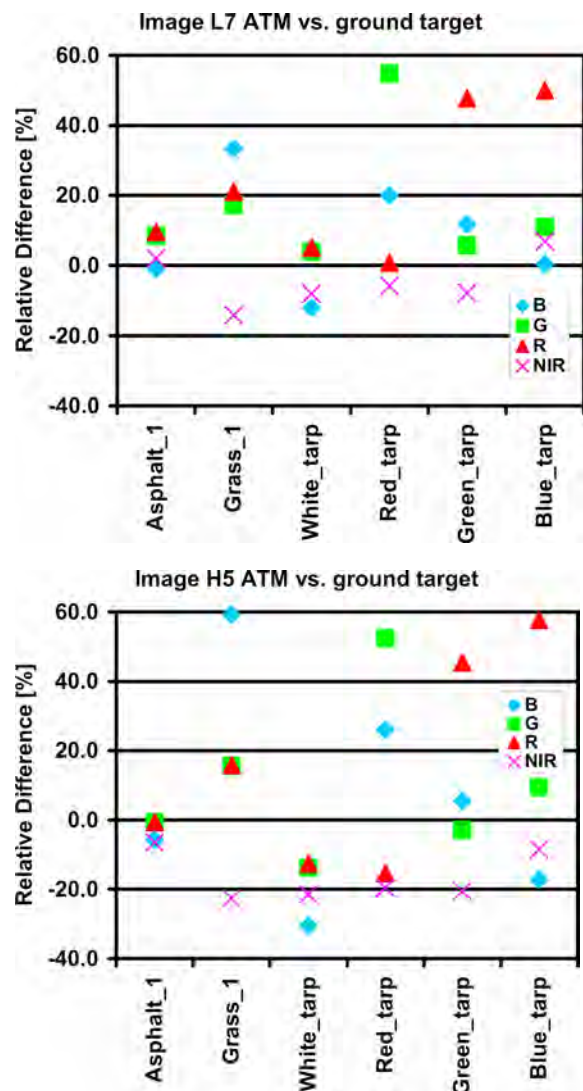 Image L7 ATM vs. ground target
Relative Difference [%]
60.0
40.0
20.0
0.0
-20.0
-40.0
B
G
R
NIR
Asphalt_1
Grass_1
White_tarp
Red_tarp
Green_tarp
Blue_tarp
Image H5 ATM vs. ground target
Relative Difference [%]
60.0
40.0
20.0
0.0
-20.0
-40.0
B
G
R
NIR
Asphalt_1
Grass_1
White_tarp
Red_tarp
Green_tarp
Blue_tarp